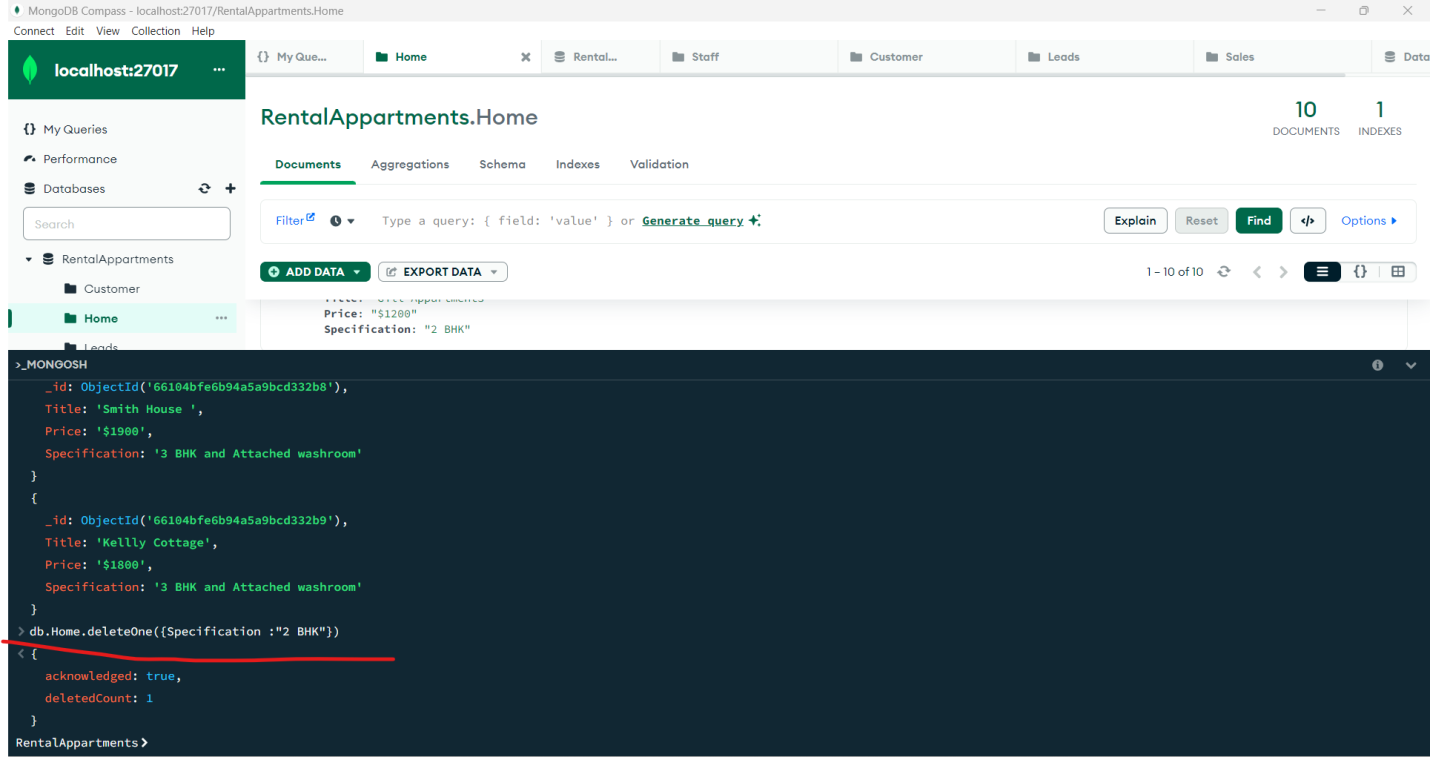 MongoDB Compass - localhost:27017/RentalAppartments.Home
Connect Edit View Collection Help
localhost:27017 ...
{} My Que... Home Rental... Staff Customer Leads Sales Data
RentalAppartments.Home
10 DOCUMENTS 1 INDEXES
{} My Queries
Performance
Databases
Search
RentalAppartments
Customer
Home ...
Leads
Documents Aggregations Schema Indexes Validation
Filter Type a query: { field: 'value' } or Generate query Explain Reset Find </> Options
ADD DATA EXPORT DATA 1 – 10 of 10 {}
Title: "Gill Appartments"
Price: "$1200"
Specification: "2 BHK"
>_MONGOSH
_id: ObjectId('66104bfe6b94a5a9bcd332b8'),
Title: 'Smith House ',
Price: '$1900',
Specification: '3 BHK and Attached washroom'
}
{
_id: ObjectId('66104bfe6b94a5a9bcd332b9'),
Title: 'Kellly Cottage',
Price: '$1800',
Specification: '3 BHK and Attached washroom'
}
> db.Home.deleteOne({Specification :"2 BHK"})
< {
acknowledged: true,
deletedCount: 1
}
RentalAppartments>